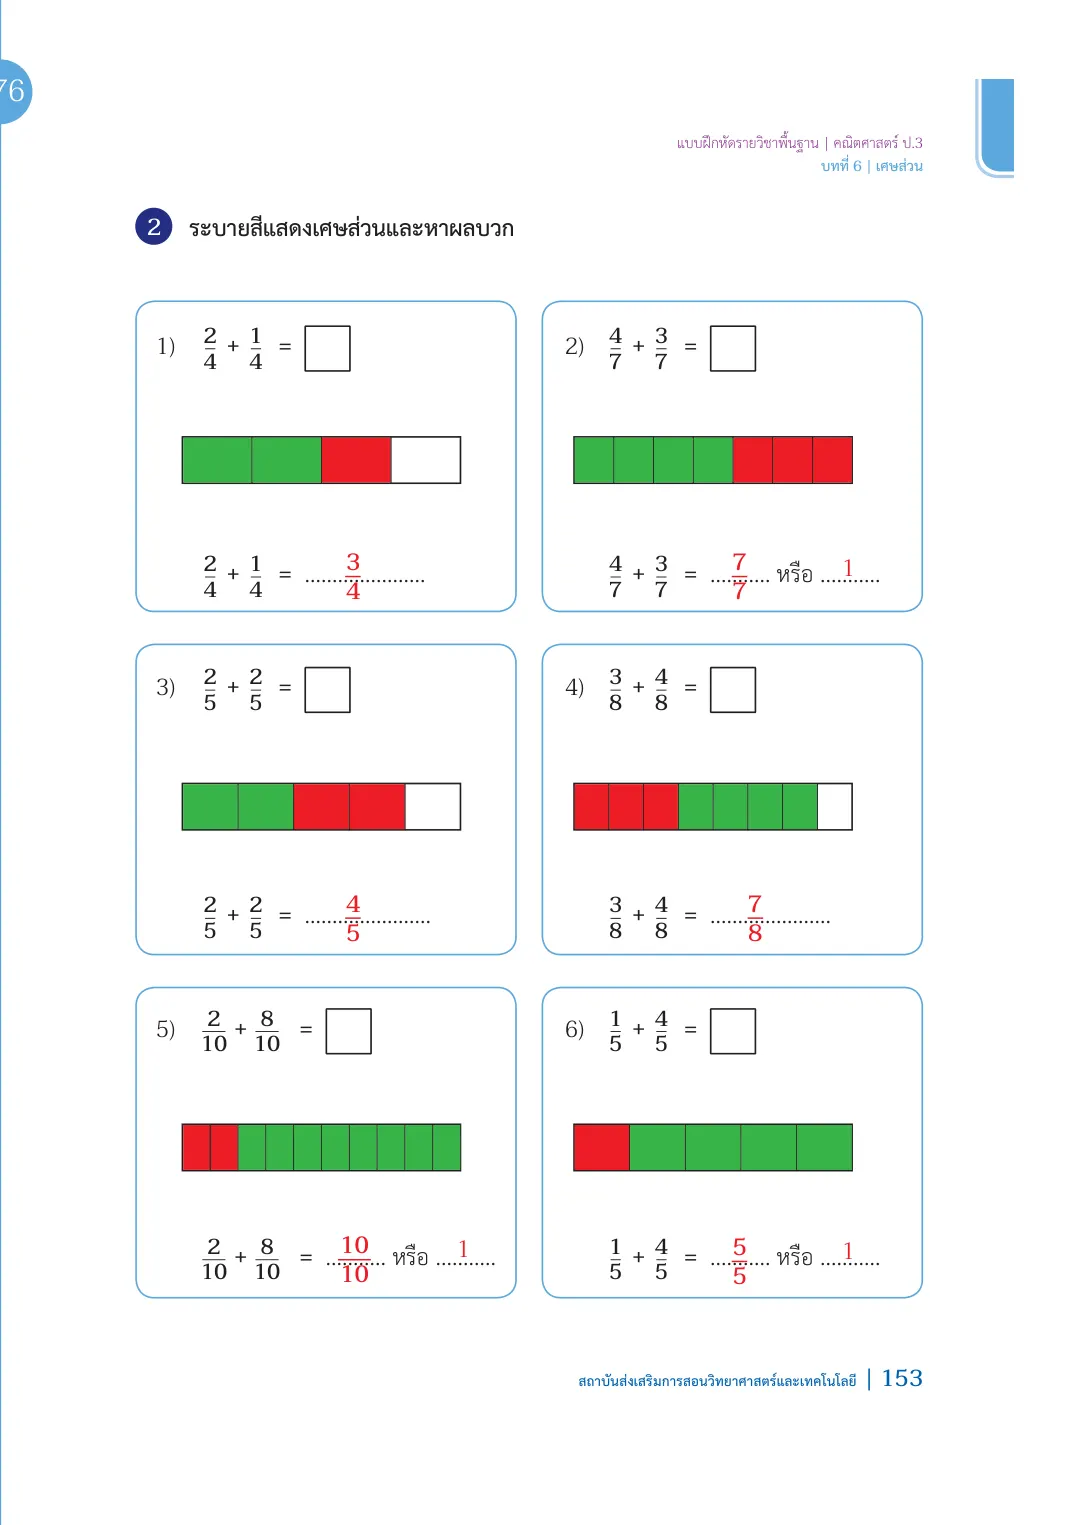 76
แบบฝึกหัดรายวิชาพื้นฐาน | คณิตศาสตร์ ป.3
บทที่ 6 | เศษส่วน
2 ระบายสีแสดงเศษส่วนและหาผลบวก
1) 2/4 + 1/4 =
2/4 + 1/4 = 3/4
2) 4/7 + 3/7 =
4/7 + 3/7 = 7/7 หรือ 1
3) 2/5 + 2/5 =
2/5 + 2/5 = 4/5
4) 3/8 + 4/8 =
3/8 + 4/8 = 7/8
5) 2/10 + 8/10 =
2/10 + 8/10 = 10/10 หรือ 1
6) 1/5 + 4/5 =
1/5 + 4/5 = 5/5 หรือ 1
สถาบันส่งเสริมการสอนวิทยาศาสตร์และเทคโนโลยี | 153